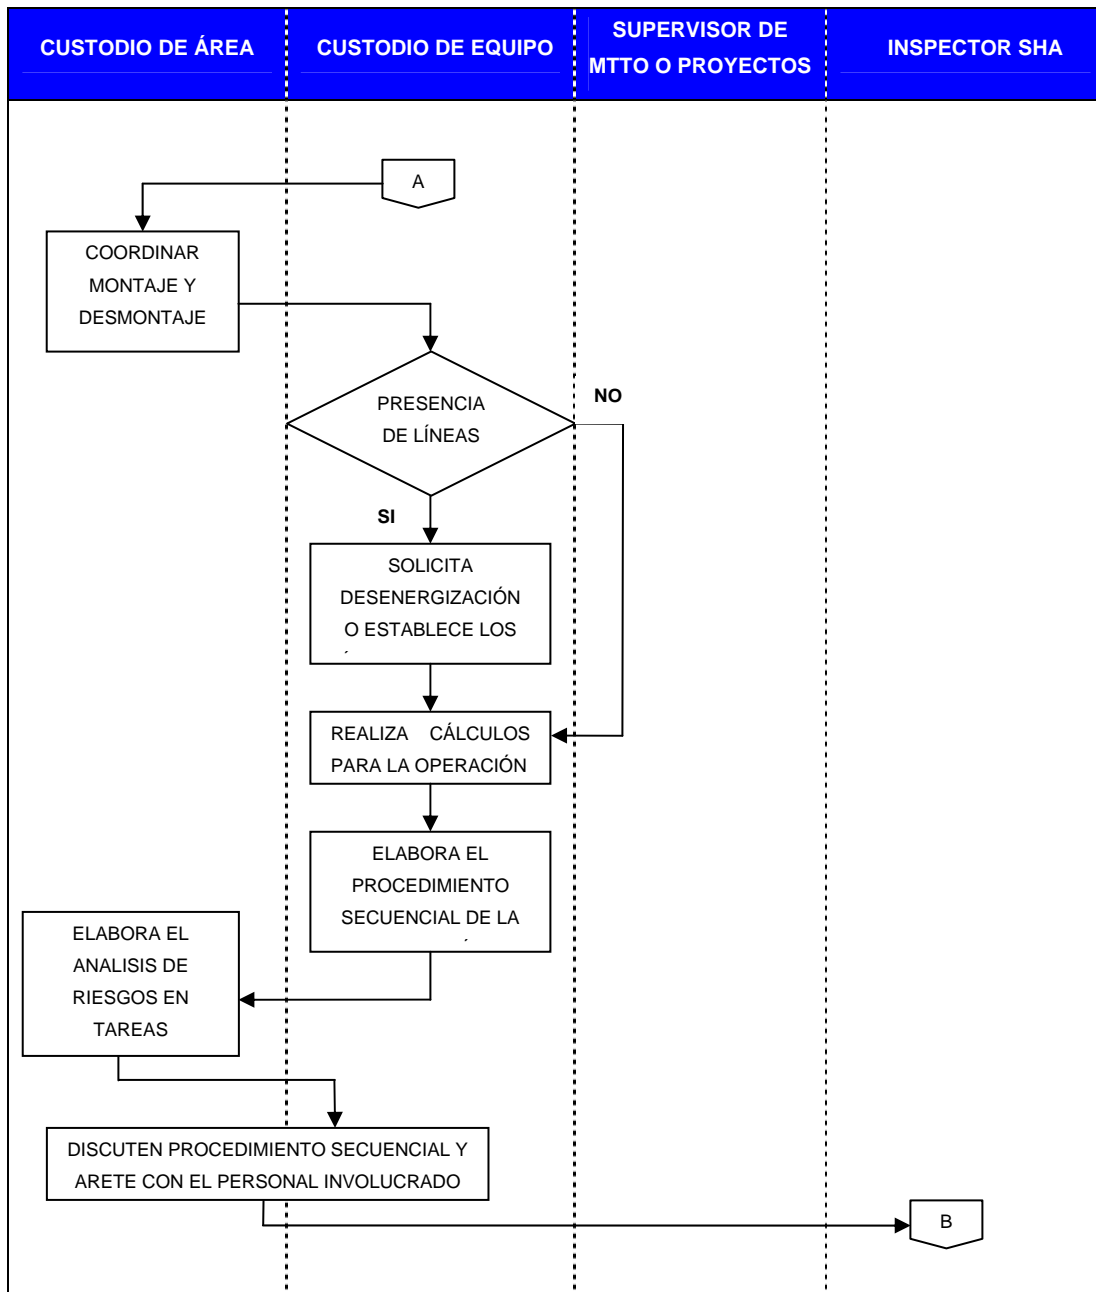 CUSTODIO DE ÁREA
CUSTODIO DE EQUIPO
SUPERVISOR DE
MTTO O PROYECTOS
INSPECTOR SHA
A
COORDINAR
MONTAJE Y
DESMONTAJE
PRESENCIA
DE LÍNEAS
NO
SI
SOLICITA
DESENERGIZACIÓN
O ESTABLECE LOS
REALIZA CÁLCULOS
PARA LA OPERACIÓN
ELABORA EL
PROCEDIMIENTO
SECUENCIAL DE LA
ELABORA EL
ANALISIS DE
RIESGOS EN
TAREAS
DISCUTEN PROCEDIMIENTO SECUENCIAL Y
ARETE CON EL PERSONAL INVOLUCRADO
B